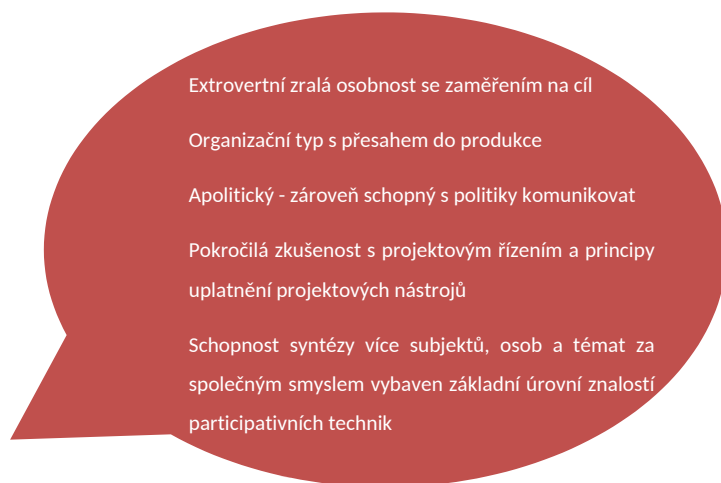 Extrovertní zralá osobnost se zaměřením na cíl
Organizační typ s přesahem do produkce
Apolitický - zároveň schopný s politiky komunikovat
Pokročilá zkušenost s projektovým řízením a principy
uplatnění projektových nástrojů
Schopnost syntézy více subjektů, osob a témat za
společným smyslem vybaven základní úrovní znalostí
participativních technik